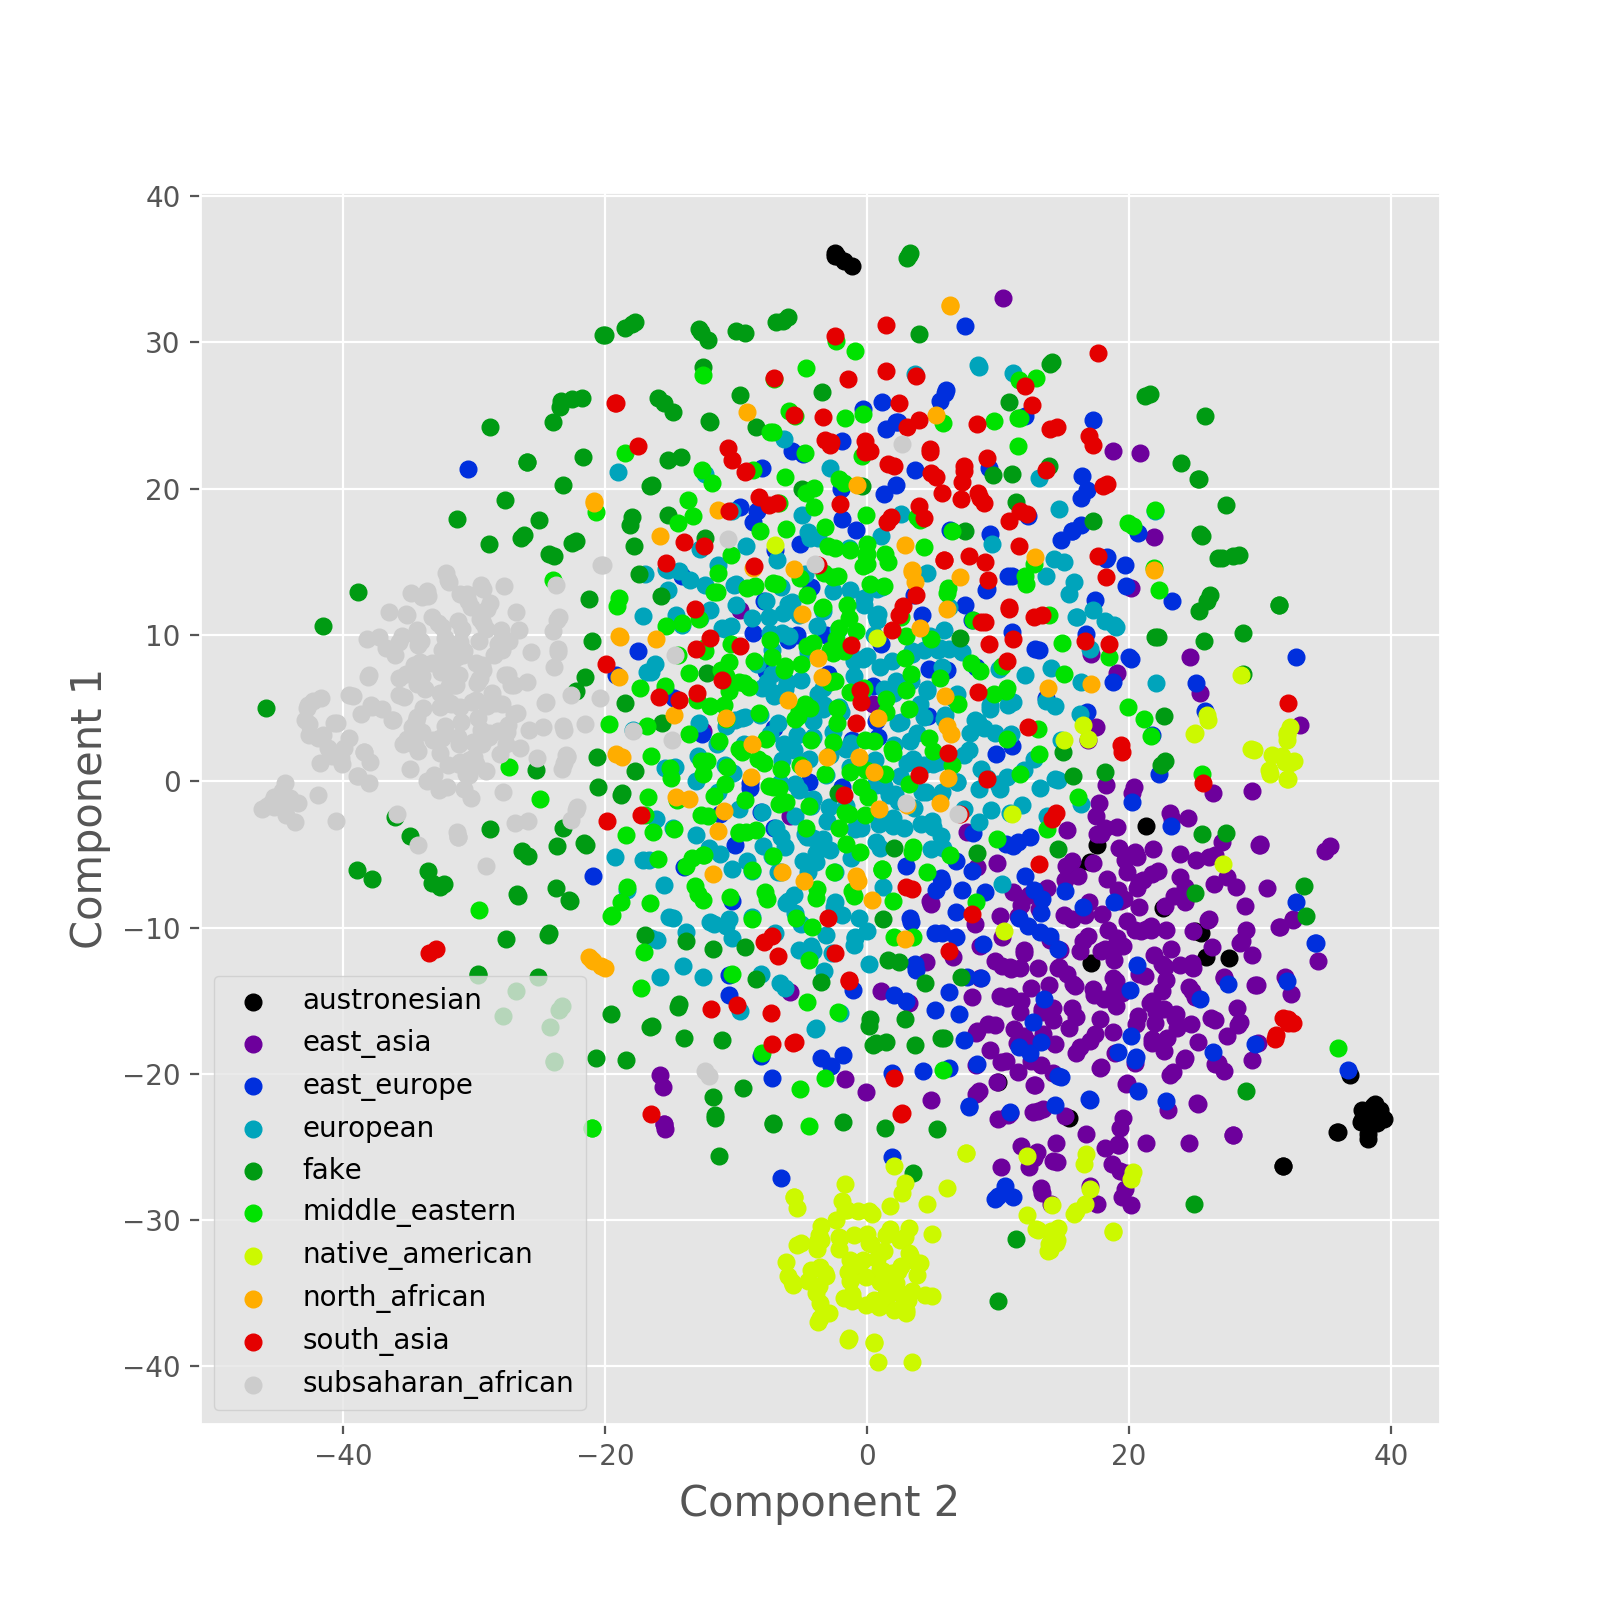 40
30
20
10
0
−10
−20
−30
−40
Component 1
austronesian
east_asia
east_europe
european
fake
middle_eastern
native_american
north_african
south_asia
subsaharan_african
−40
−20
0
20
40
Component 2